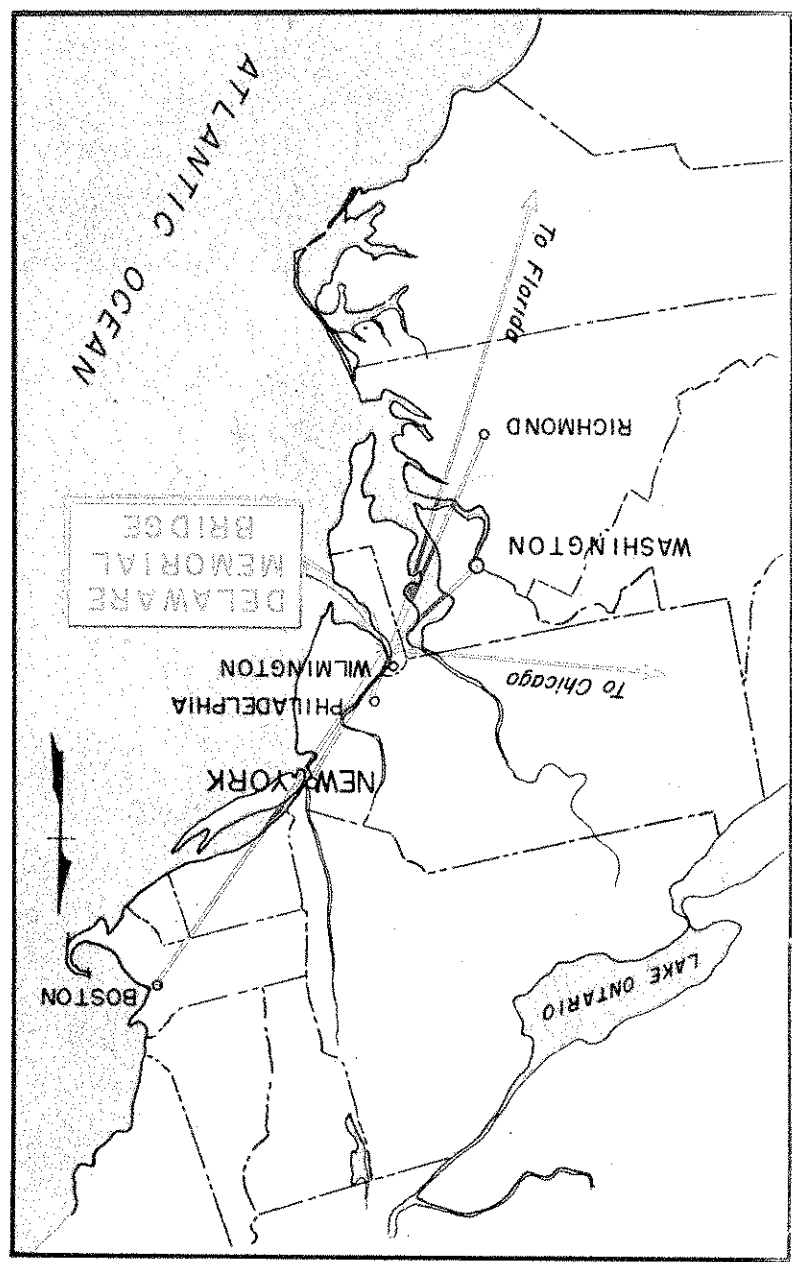 LAKE ONTARIO
BOSTON
NEW YORK
PHILADELPHIA
WILMINGTON
To Chicago
DELAWARE
MEMORIAL
BRIDGE
WASHINGTON
RICHMOND
To Florida
ATLANTIC OCEAN